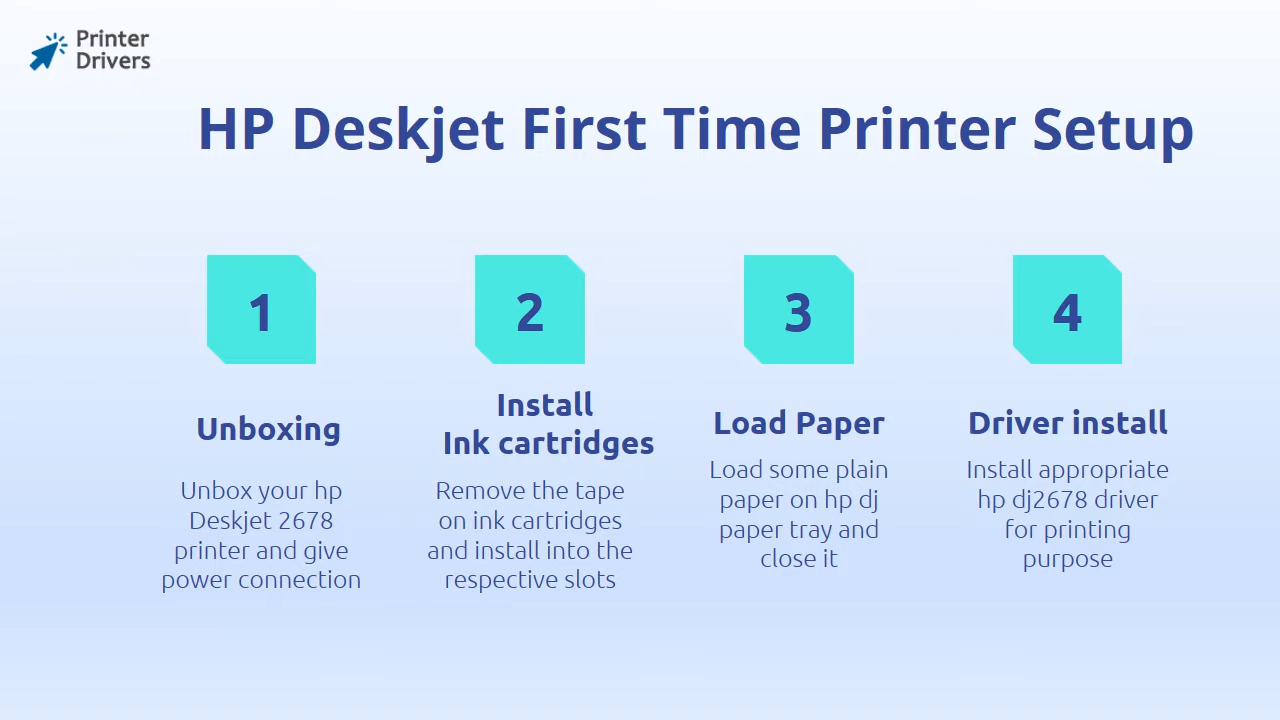 Printer
Drivers
HP Deskjet First Time Printer Setup
1
Unboxing
Unbox your hp
Deskjet 2678
printer and give
power connection
2
Install
Ink cartridges
Remove the tape
on ink cartridges
and install into the
respective slots
3
Load Paper
Load some plain
paper on hp dj
paper tray and
close it
4
Driver install
Install appropriate
hp dj2678 driver
for printing
purpose